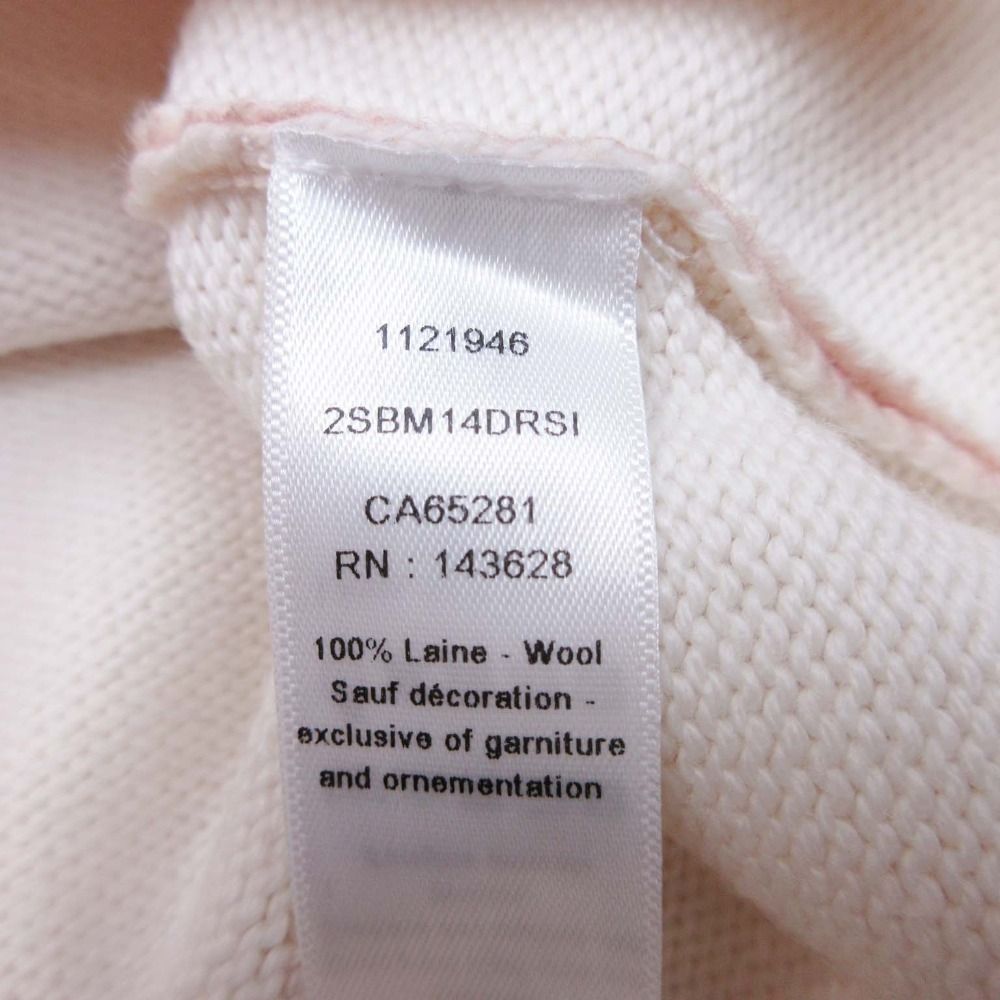 1121946
2SBM14DRSI
CA65281
RN : 143628
100% Laine - Wool
Sauf décoration -
exclusive of garniture
and ornementation